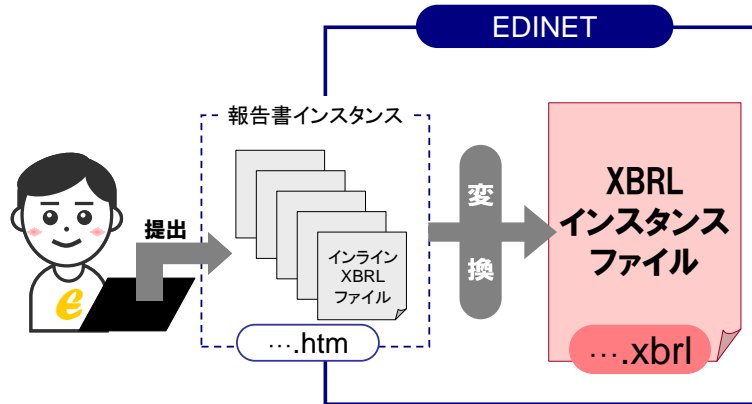 EDINET
報告書インスタンス
提出
e
インライン
XBRL
ファイル
….htm
変
換
XBRL
インスタンス
ファイル
….xbrl